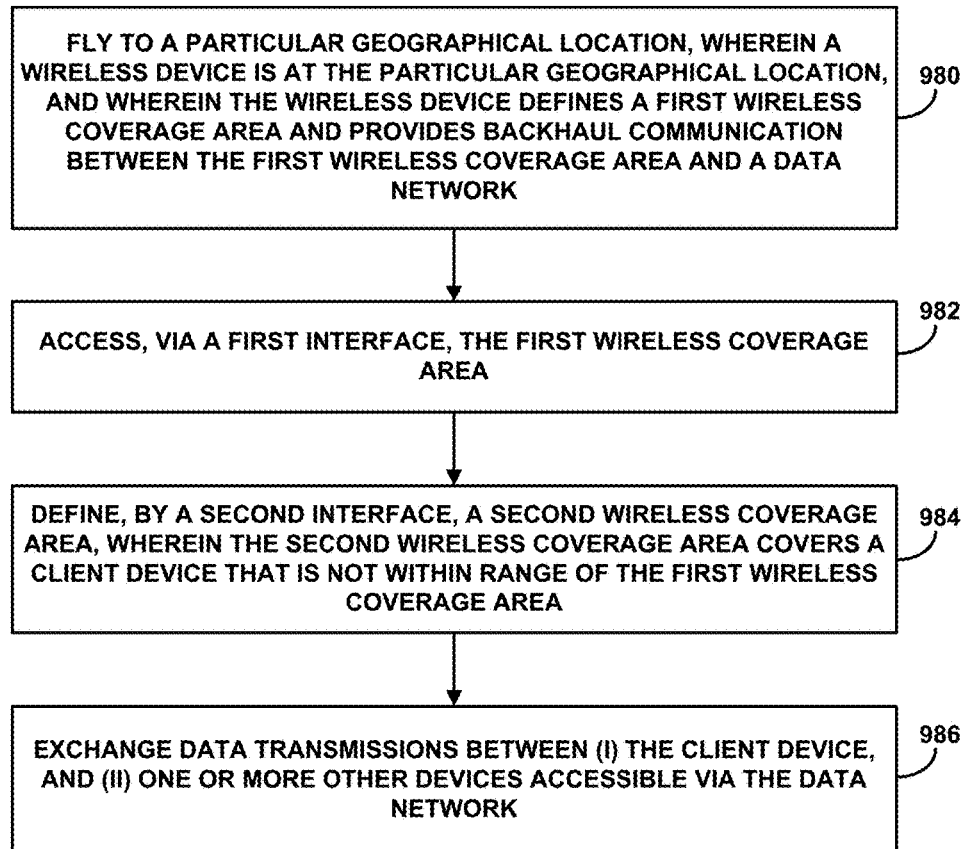 FLY TO A PARTICULAR GEOGRAPHICAL LOCATION, WHEREIN A
WIRELESS DEVICE IS AT THE PARTICULAR GEOGRAPHICAL LOCATION,
AND WHEREIN THE WIRELESS DEVICE DEFINES A FIRST WIRELESS
COVERAGE AREA AND PROVIDES BACKHAUL COMMUNICATION
BETWEEN THE FIRST WIRELESS COVERAGE AREA AND A DATA
NETWORK
980
ACCESS, VIA A FIRST INTERFACE, THE FIRST WIRELESS COVERAGE
AREA
982
DEFINE, BY A SECOND INTERFACE, A SECOND WIRELESS COVERAGE
AREA, WHEREIN THE SECOND WIRELESS COVERAGE AREA COVERS A
CLIENT DEVICE THAT IS NOT WITHIN RANGE OF THE FIRST WIRELESS
COVERAGE AREA
984
EXCHANGE DATA TRANSMISSIONS BETWEEN (I) THE CLIENT DEVICE,
AND (II) ONE OR MORE OTHER DEVICES ACCESSIBLE VIA THE DATA
NETWORK
986